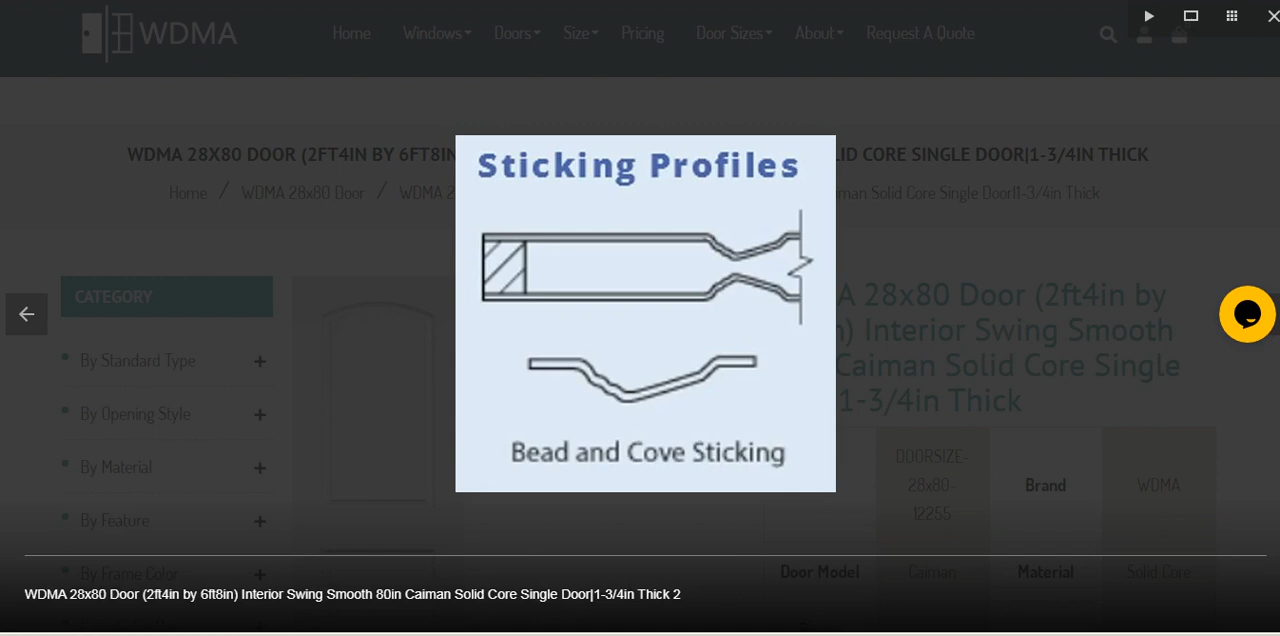 WDMA
Home Windows Doors Size Pricing Door Sizes About Request A Quote
WDMA 28X80 DOOR (2FT4IN BY 6FT8IN LID CORE SINGLE DOOR|1-3/4IN THICK
Home / WDMA 28x80 Door / WDMA 2 man Solid Core Single Door|1-3/4in Thick
Sticking Profiles
Bead and Cove Sticking
CATEGORY
By Standard Type +
By Opening Style +
By Material +
By Feature +
By Frame Color +
A 28x80 Door (2ft4in by
n) Interior Swing Smooth
Caiman Solid Core Single
1-3/4in Thick
DOORSIZE-
28x80-
12255
Brand WDMA
Door Model Caiman Material Solid Core
WDMA 28x80 Door (2ft4in by 6ft8in) Interior Swing Smooth 80in Caiman Solid Core Single Door|1-3/4in Thick 2